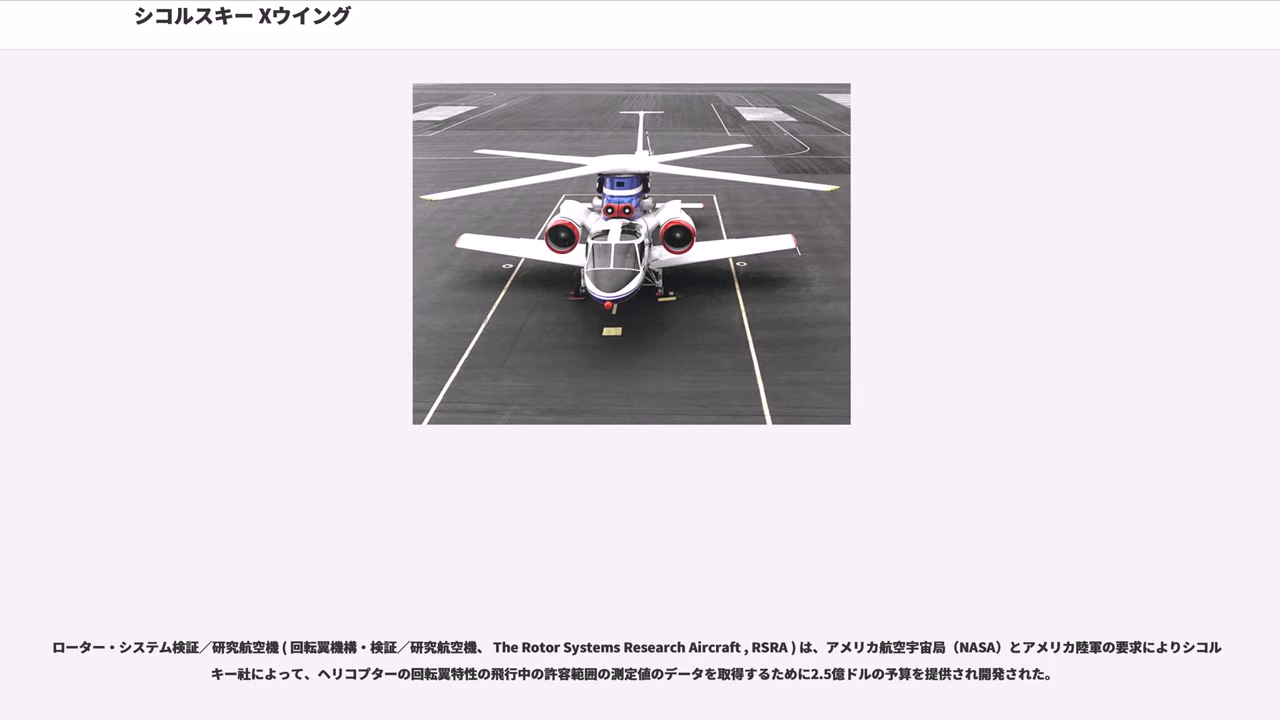 シコルスキー Xウイング
ローター・システム検証／研究航空機 ( 回転翼機構・検証／研究航空機、 The Rotor Systems Research Aircraft , RSRA ) は、アメリカ航空宇宙局（NASA）とアメリカ陸軍の要求によりシコル
キー社によって、ヘリコプターの回転翼特性の飛行中の許容範囲の測定値のデータを取得するために2.5億ドルの予算を提供され開発された。